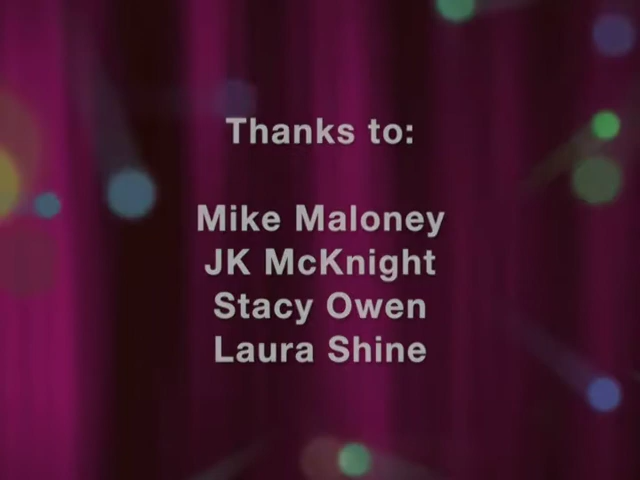 Thanks to:
Mike Maloney
JK McKnight
Stacy Owen
Laura Shine